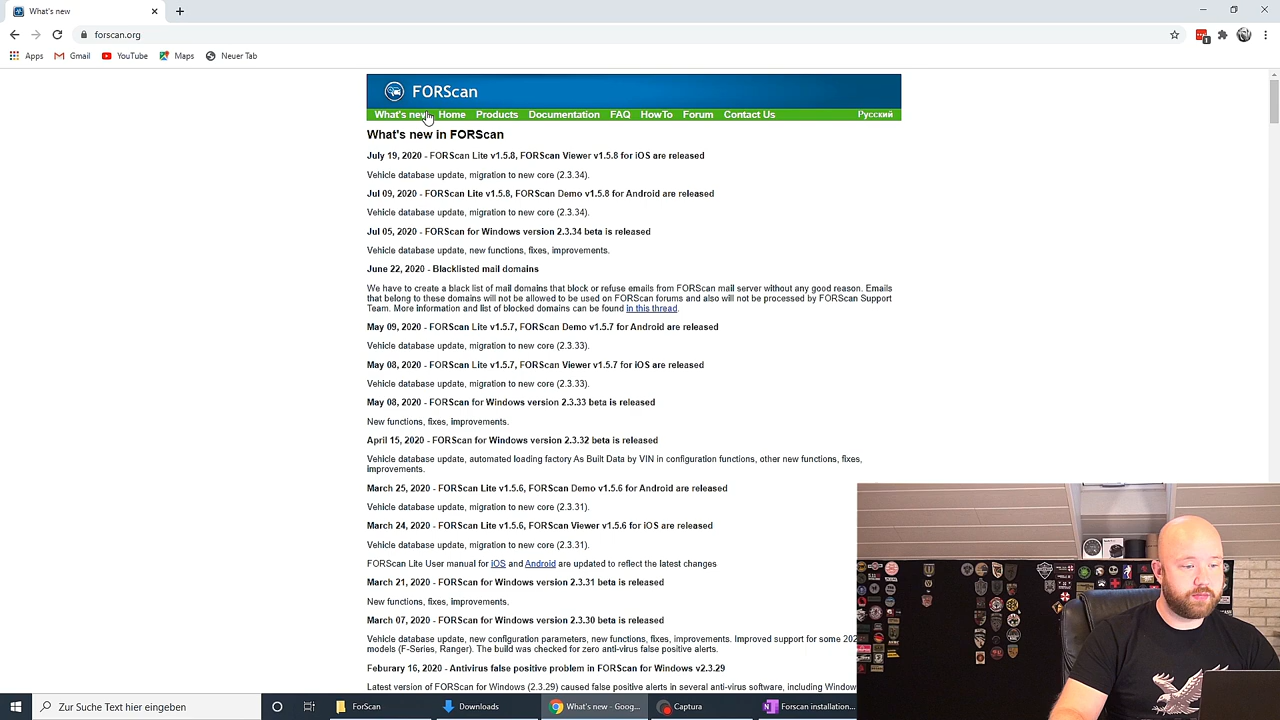 What's new
forscan.org
Apps Gmail YouTube Maps Neuer Tab
FORScan
What's new Home Products Documentation FAQ HowTo Forum Contact Us Русский
What's new in FORScan
July 19, 2020 - FORScan Lite v1.5.8, FORScan Viewer v1.5.8 for iOS are released
Vehicle database update, migration to new core (2.3.34).
Jul 09, 2020 - FORScan Lite v1.5.8, FORScan Demo v1.5.8 for Android are released
Vehicle database update, migration to new core (2.3.34).
Jul 05, 2020 - FORScan for Windows version 2.3.34 beta is released
Vehicle database update, new functions, fixes, improvements.
June 22, 2020 - Blacklisted mail domains
We have to create a black list of mail domains that block or refuse emails from FORScan mail server without any good reason. Emails
that belong to these domains will not be allowed to be used on FORScan forums and also will not be processed by FORScan Support
Team. More information and list of blocked domains can be found in this thread.
May 09, 2020 - FORScan Lite v1.5.7, FORScan Demo v1.5.7 for Android are released
Vehicle database update, migration to new core (2.3.33).
May 08, 2020 - FORScan Lite v1.5.7, FORScan Viewer v1.5.7 for iOS are released
Vehicle database update, migration to new core (2.3.33).
May 08, 2020 - FORScan for Windows version 2.3.33 beta is released
New functions, fixes, improvements.
April 15, 2020 - FORScan for Windows version 2.3.32 beta is released
Vehicle database update, automated loading factory As Built Data by VIN in configuration functions, other new functions, fixes,
improvements.
March 25, 2020 - FORScan Lite v1.5.6, FORScan Demo v1.5.6 for Android are released
Vehicle database update, migration to new core (2.3.31).
March 24, 2020 - FORScan Lite v1.5.6, FORScan Viewer v1.5.6 for iOS are released
Vehicle database update, migration to new core (2.3.31).
FORScan Lite User manual for iOS and Android are updated to reflect the latest changes
March 21, 2020 - FORScan for Windows version 2.3.31 beta is released
New functions, fixes, improvements.
March 07, 2020 - FORScan for Windows version 2.3.30 beta is released
Vehicle database update, new configuration parameters, new functions, fixes, improvements. Improved support for some 202
models (F-Series, Ranger). The build was checked for zero anti-virus false positive alerts.
Feburary 16, 2020 - Antivirus false positive problem in FORScan for Windows v2.3.29
Latest version of FORScan for Windows (2.3.29) caused false positive alerts in several anti-virus software, including Window
Zur Suche Text hier eingeben ForScan Downloads What's new - Goog... Captura Forscan installation...